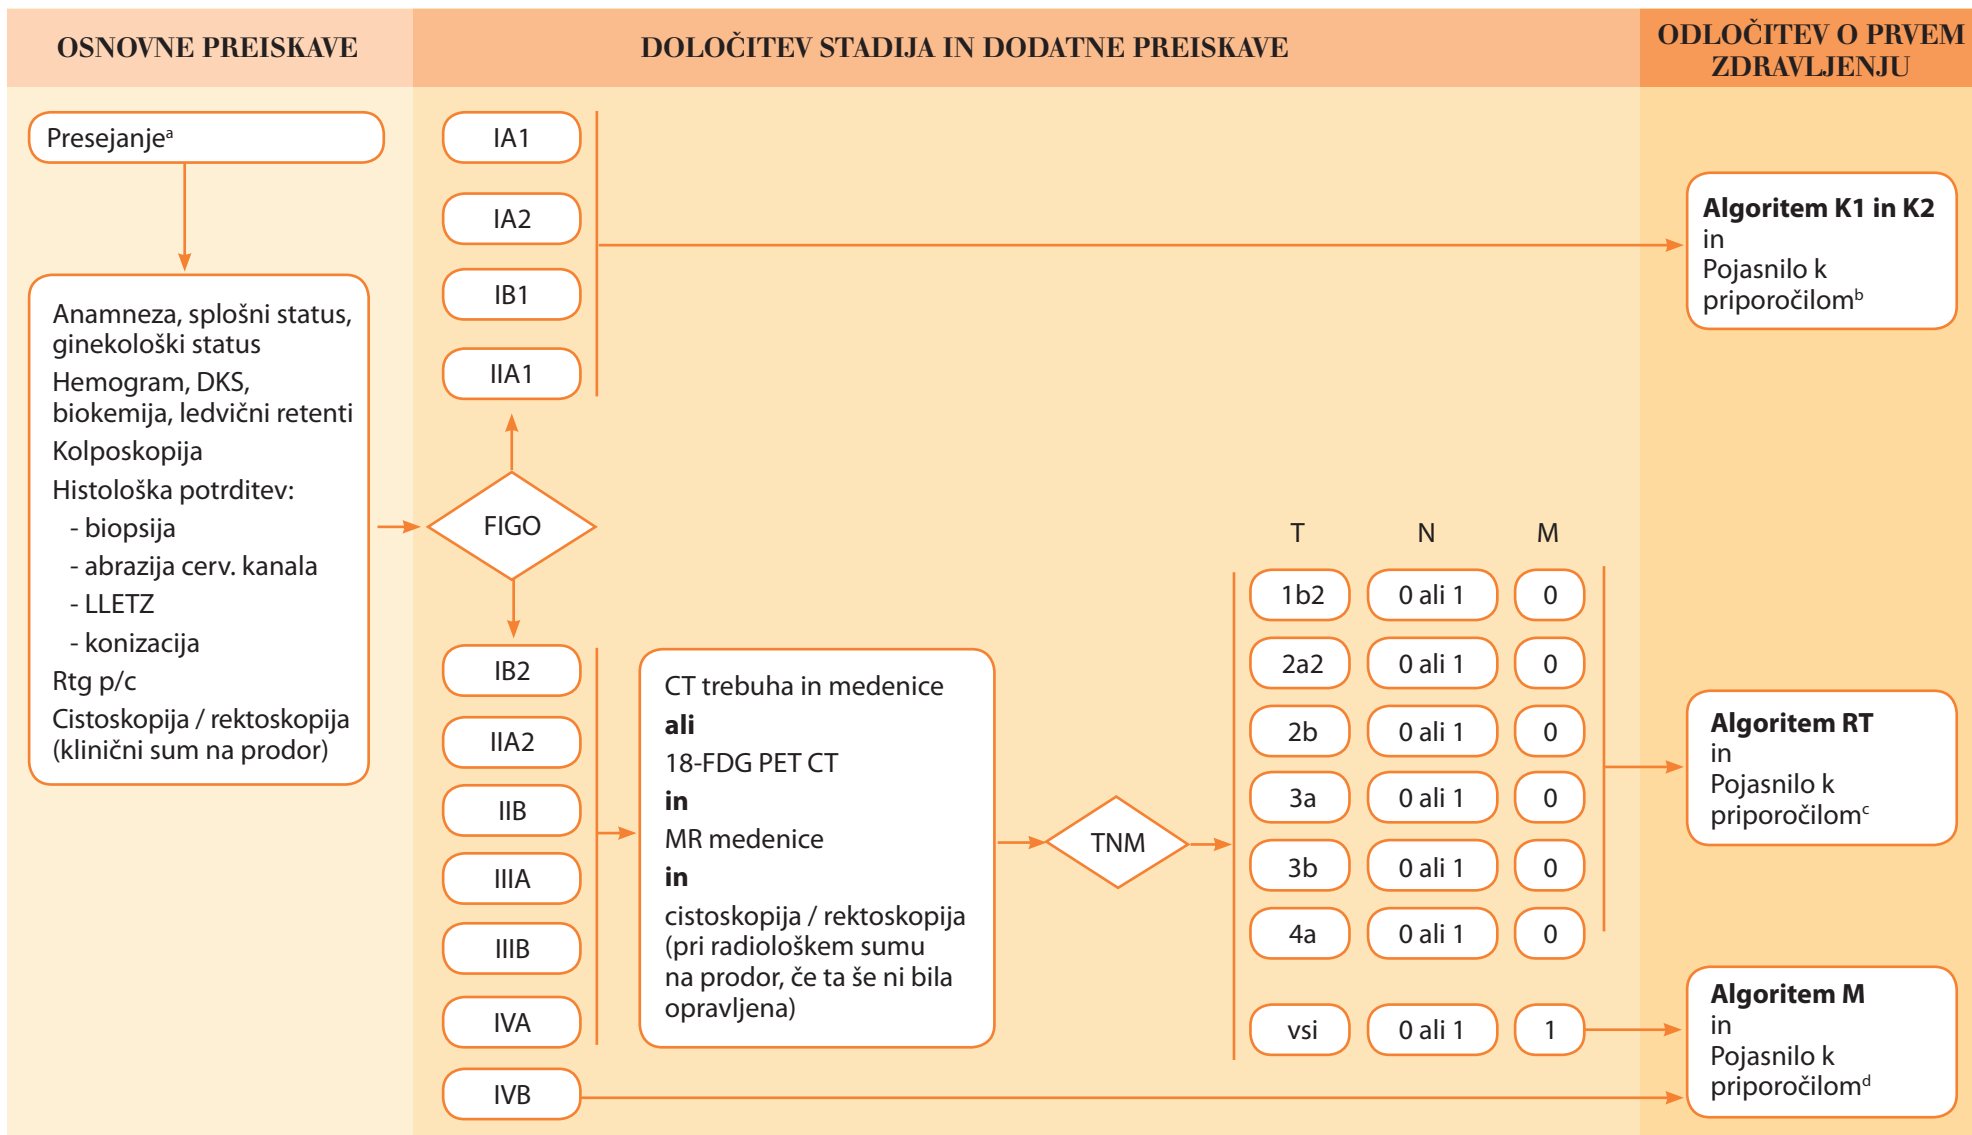 OSNOVNE PREISKAVE
DOLOČITEV STADIJA IN DODATNE PREISKAVE
ODLOČITEV O PRVEM
ZDRAVLJENJU
Presejanjeᵃ
Anamneza, splošni status,
ginekološki status
Hemogram, DKS,
biokemija, ledvični retenti
Kolposkopija
Histološka potrditev:
- biopsija
- abrazija cerv. kanala
- LLETZ
- konizacija
Rtg p/c
Cistoskopija / rektoskopija
(klinični sum na prodor)
IA1
IA2
IB1
IIA1
FIGO
IB2
IIA2
IIB
IIIA
IIIB
IVA
IVB
CT trebuha in medenice
ali
18-FDG PET CT
in
MR medenice
in
cistoskopija / rektoskopija
(pri radiološkem sumu
na prodor, če ta še ni bila
opravljena)
TNM
T N M
1b2 0 ali 1 0
2a2 0 ali 1 0
2b 0 ali 1 0
3a 0 ali 1 0
3b 0 ali 1 0
4a 0 ali 1 0
vsi 0 ali 1 1
Algoritem K1 in K2
in
Pojasnilo k
priporočilomᵇ
Algoritem RT
in
Pojasnilo k
priporočilomᶜ
Algoritem M
in
Pojasnilo k
priporočilomᵈ